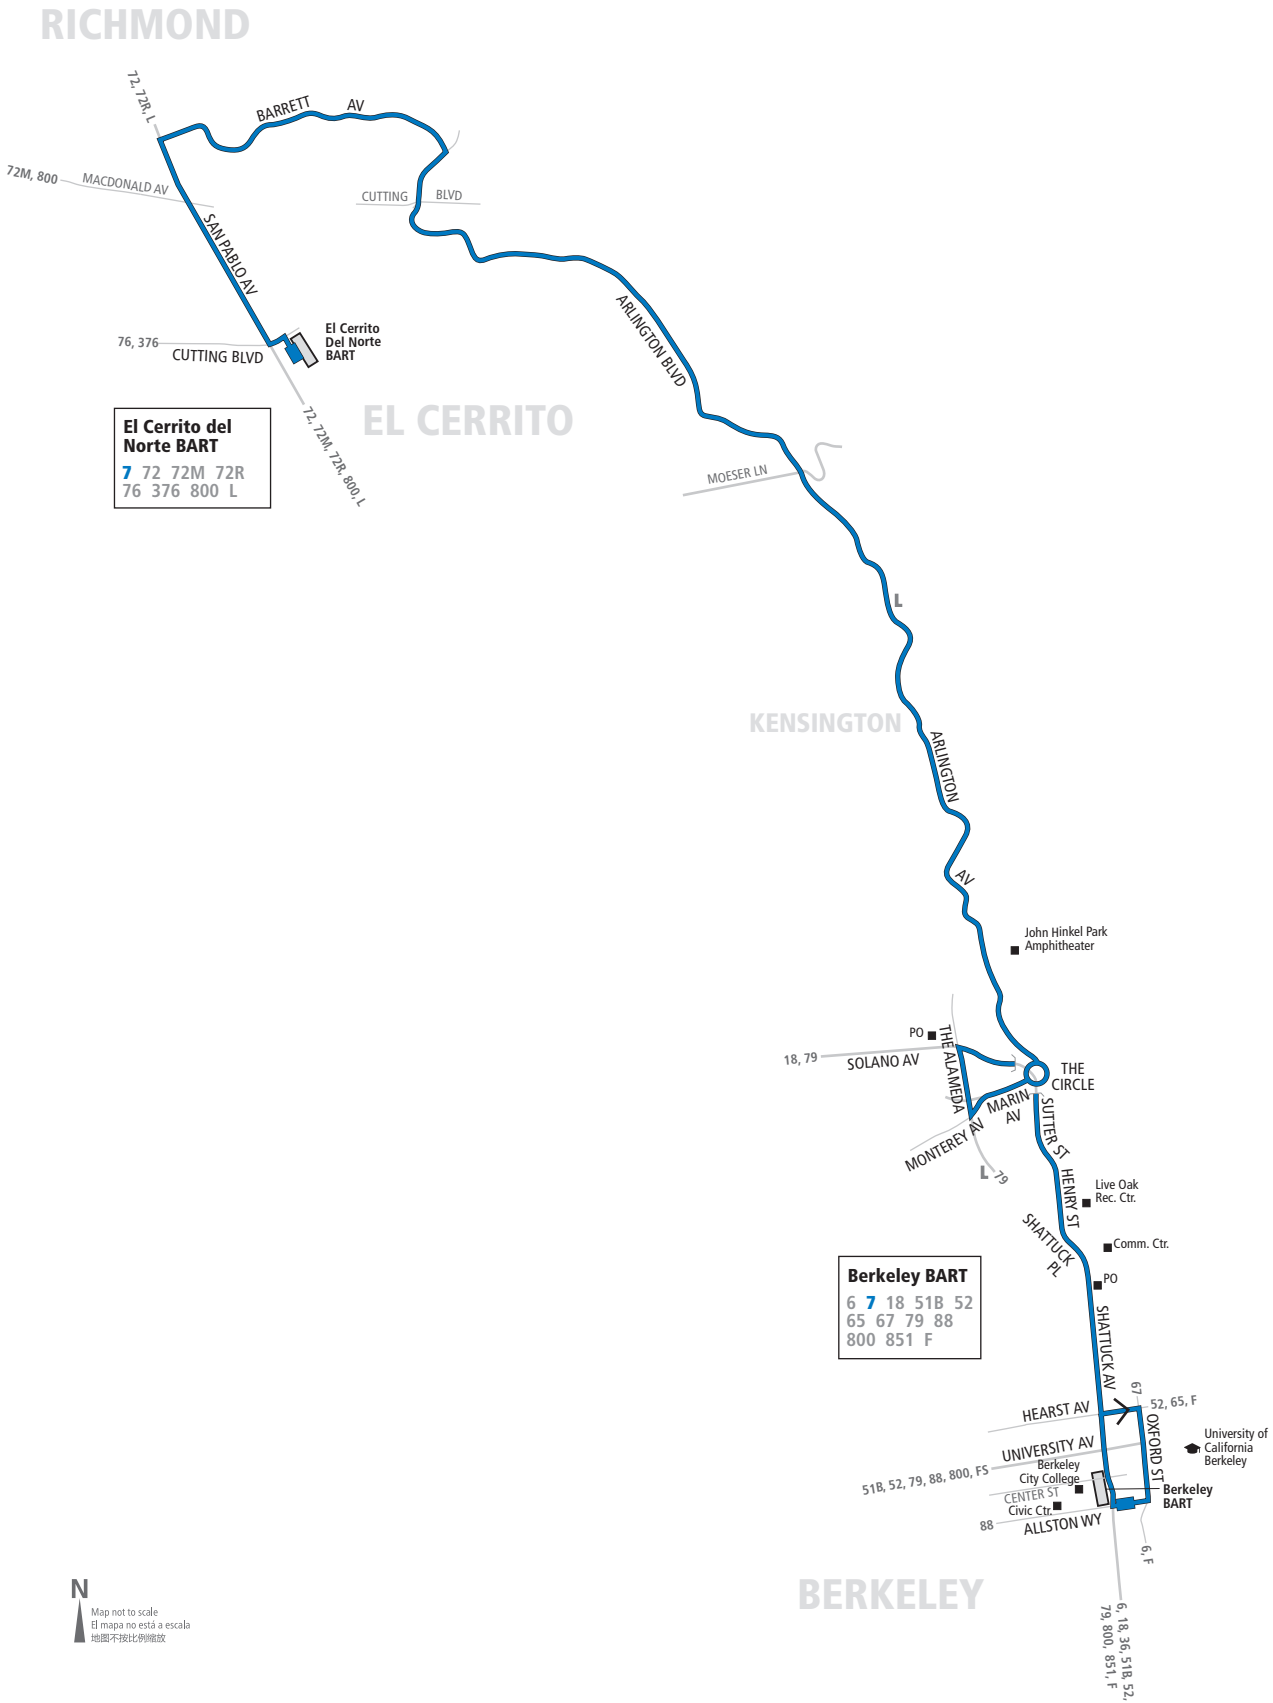 RICHMOND
72, 72R, L
BARRETT AV
72M, 800
MACDONALD AV
CUTTING BLVD
SAN PABLO AV
76, 376
CUTTING BLVD
El Cerrito
Del Norte
BART
ARLINGTON BLVD
EL CERRITO
72, 72M, 72R, 800, L
El Cerrito del
Norte BART
7 72 72M 72R
76 376 800 L
MOESER LN
L
KENSINGTON
ARLINGTON AV
John Hinkel Park
Amphitheater
PO
18, 79
SOLANO AV
THE ALAMEDA
THE
CIRCLE
MARIN
AV
MONTEREY AV
L
79
SUTTER ST
HENRY ST
Live Oak
Rec. Ctr.
SHATTUCK
PL
Comm. Ctr.
PO
Berkeley BART
6 7 18 51B 52
65 67 79 88
800 851 F
SHATTUCK AV
67
52, 65, F
HEARST AV
OXFORD ST
UNIVERSITY AV
University of
California
Berkeley
51B, 52, 79, 88, 800, FS
Berkeley
City College
CENTER ST
Civic Ctr.
Berkeley
BART
88
ALLSTON WY
6, F
BERKELEY
6, 18, 36, 51B, 52,
79, 800, 851, F
N
Map not to scale
El mapa no está a escala
地图不按比例缩放